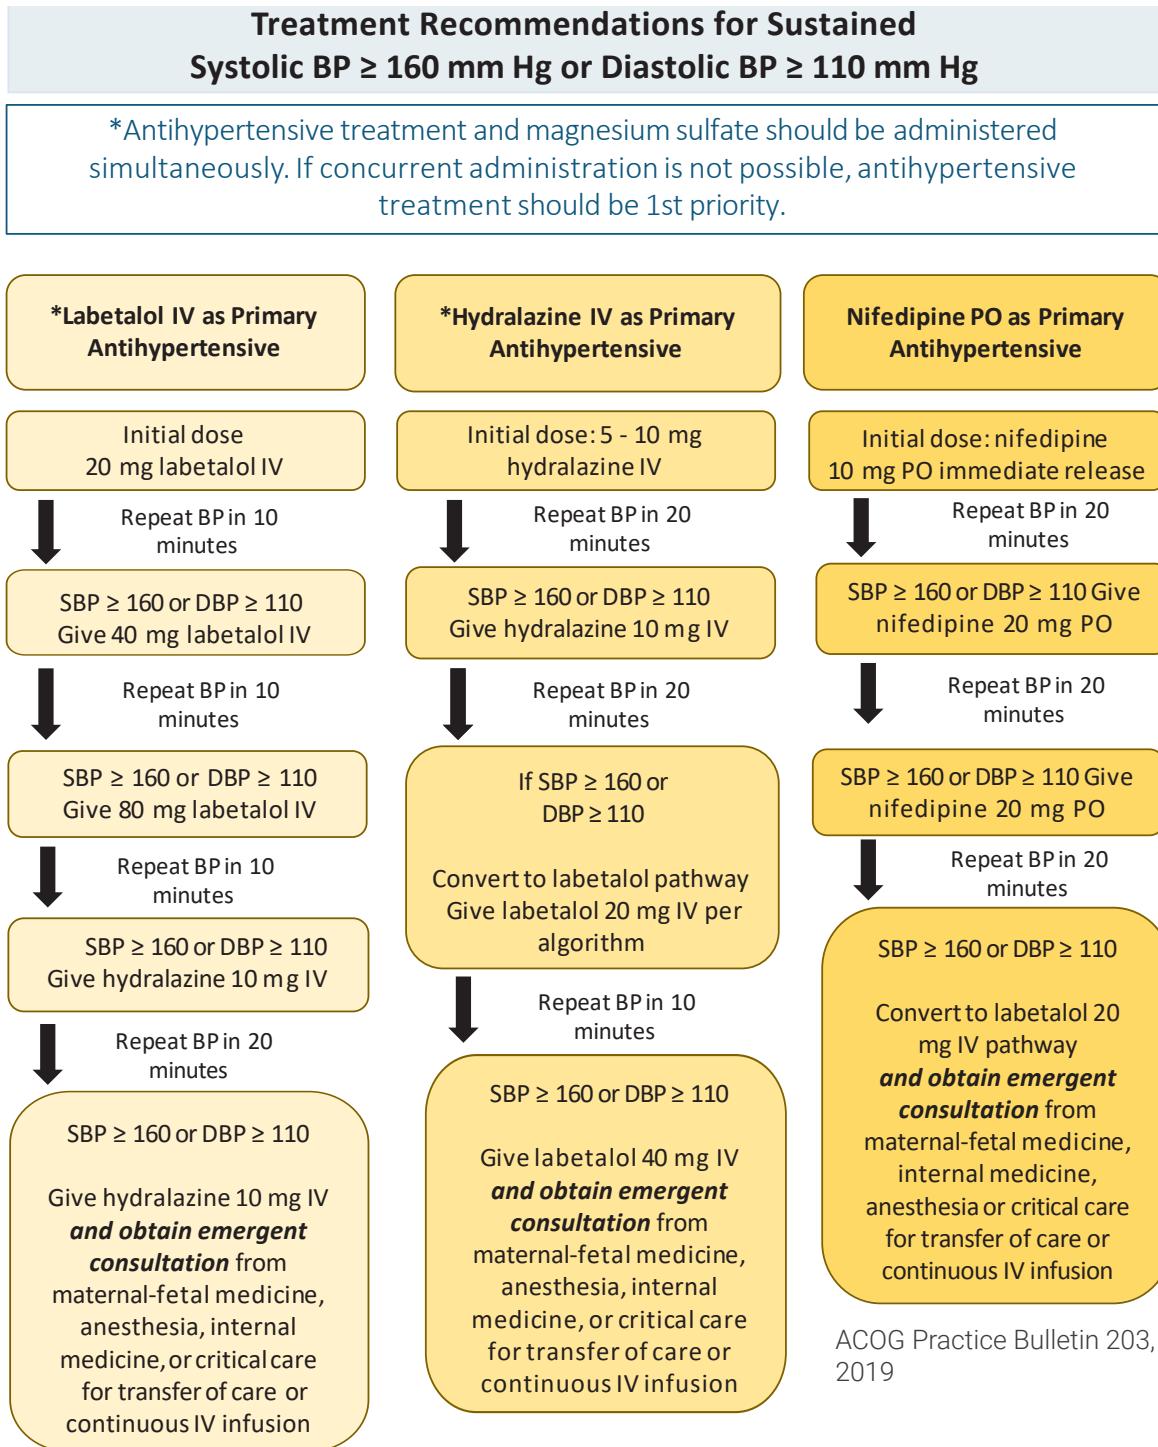 Treatment Recommendations for Sustained
Systolic BP ≥ 160 mm Hg or Diastolic BP ≥ 110 mm Hg
*Antihypertensive treatment and magnesium sulfate should be administered
simultaneously. If concurrent administration is not possible, antihypertensive
treatment should be 1st priority.
*Labetalol IV as Primary
Antihypertensive
Initial dose
20 mg labetalol IV
Repeat BP in 10
minutes
SBP ≥ 160 or DBP ≥ 110
Give 40 mg labetalol IV
Repeat BP in 10
minutes
SBP ≥ 160 or DBP ≥ 110
Give 80 mg labetalol IV
Repeat BP in 10
minutes
SBP ≥ 160 or DBP ≥ 110
Give hydralazine 10 mg IV
Repeat BP in 20
minutes
SBP ≥ 160 or DBP ≥ 110
Give hydralazine 10 mg IV
and obtain emergent
consultation from
maternal-fetal medicine,
anesthesia, internal
medicine, or critical care
for transfer of care or
continuous IV infusion
*Hydralazine IV as Primary
Antihypertensive
Initial dose: 5 - 10 mg
hydralazine IV
Repeat BP in 20
minutes
SBP ≥ 160 or DBP ≥ 110
Give hydralazine 10 mg IV
Repeat BP in 20
minutes
If SBP ≥ 160 or
DBP ≥ 110
Convert to labetalol pathway
Give labetalol 20 mg IV per
algorithm
Repeat BP in 10
minutes
SBP ≥ 160 or DBP ≥ 110
Give labetalol 40 mg IV
and obtain emergent
consultation from
maternal-fetal medicine,
anesthesia, internal
medicine, or critical care
for transfer of care or
continuous IV infusion
Nifedipine PO as Primary
Antihypertensive
Initial dose: nifedipine
10 mg PO immediate release
Repeat BP in 20
minutes
SBP ≥ 160 or DBP ≥ 110 Give
nifedipine 20 mg PO
Repeat BP in 20
minutes
SBP ≥ 160 or DBP ≥ 110 Give
nifedipine 20 mg PO
Repeat BP in 20
minutes
SBP ≥ 160 or DBP ≥ 110
Convert to labetalol 20
mg IV pathway
and obtain emergent
consultation from
maternal-fetal medicine,
internal medicine,
anesthesia or critical care
for transfer of care or
continuous IV infusion
ACOG Practice Bulletin 203,
2019